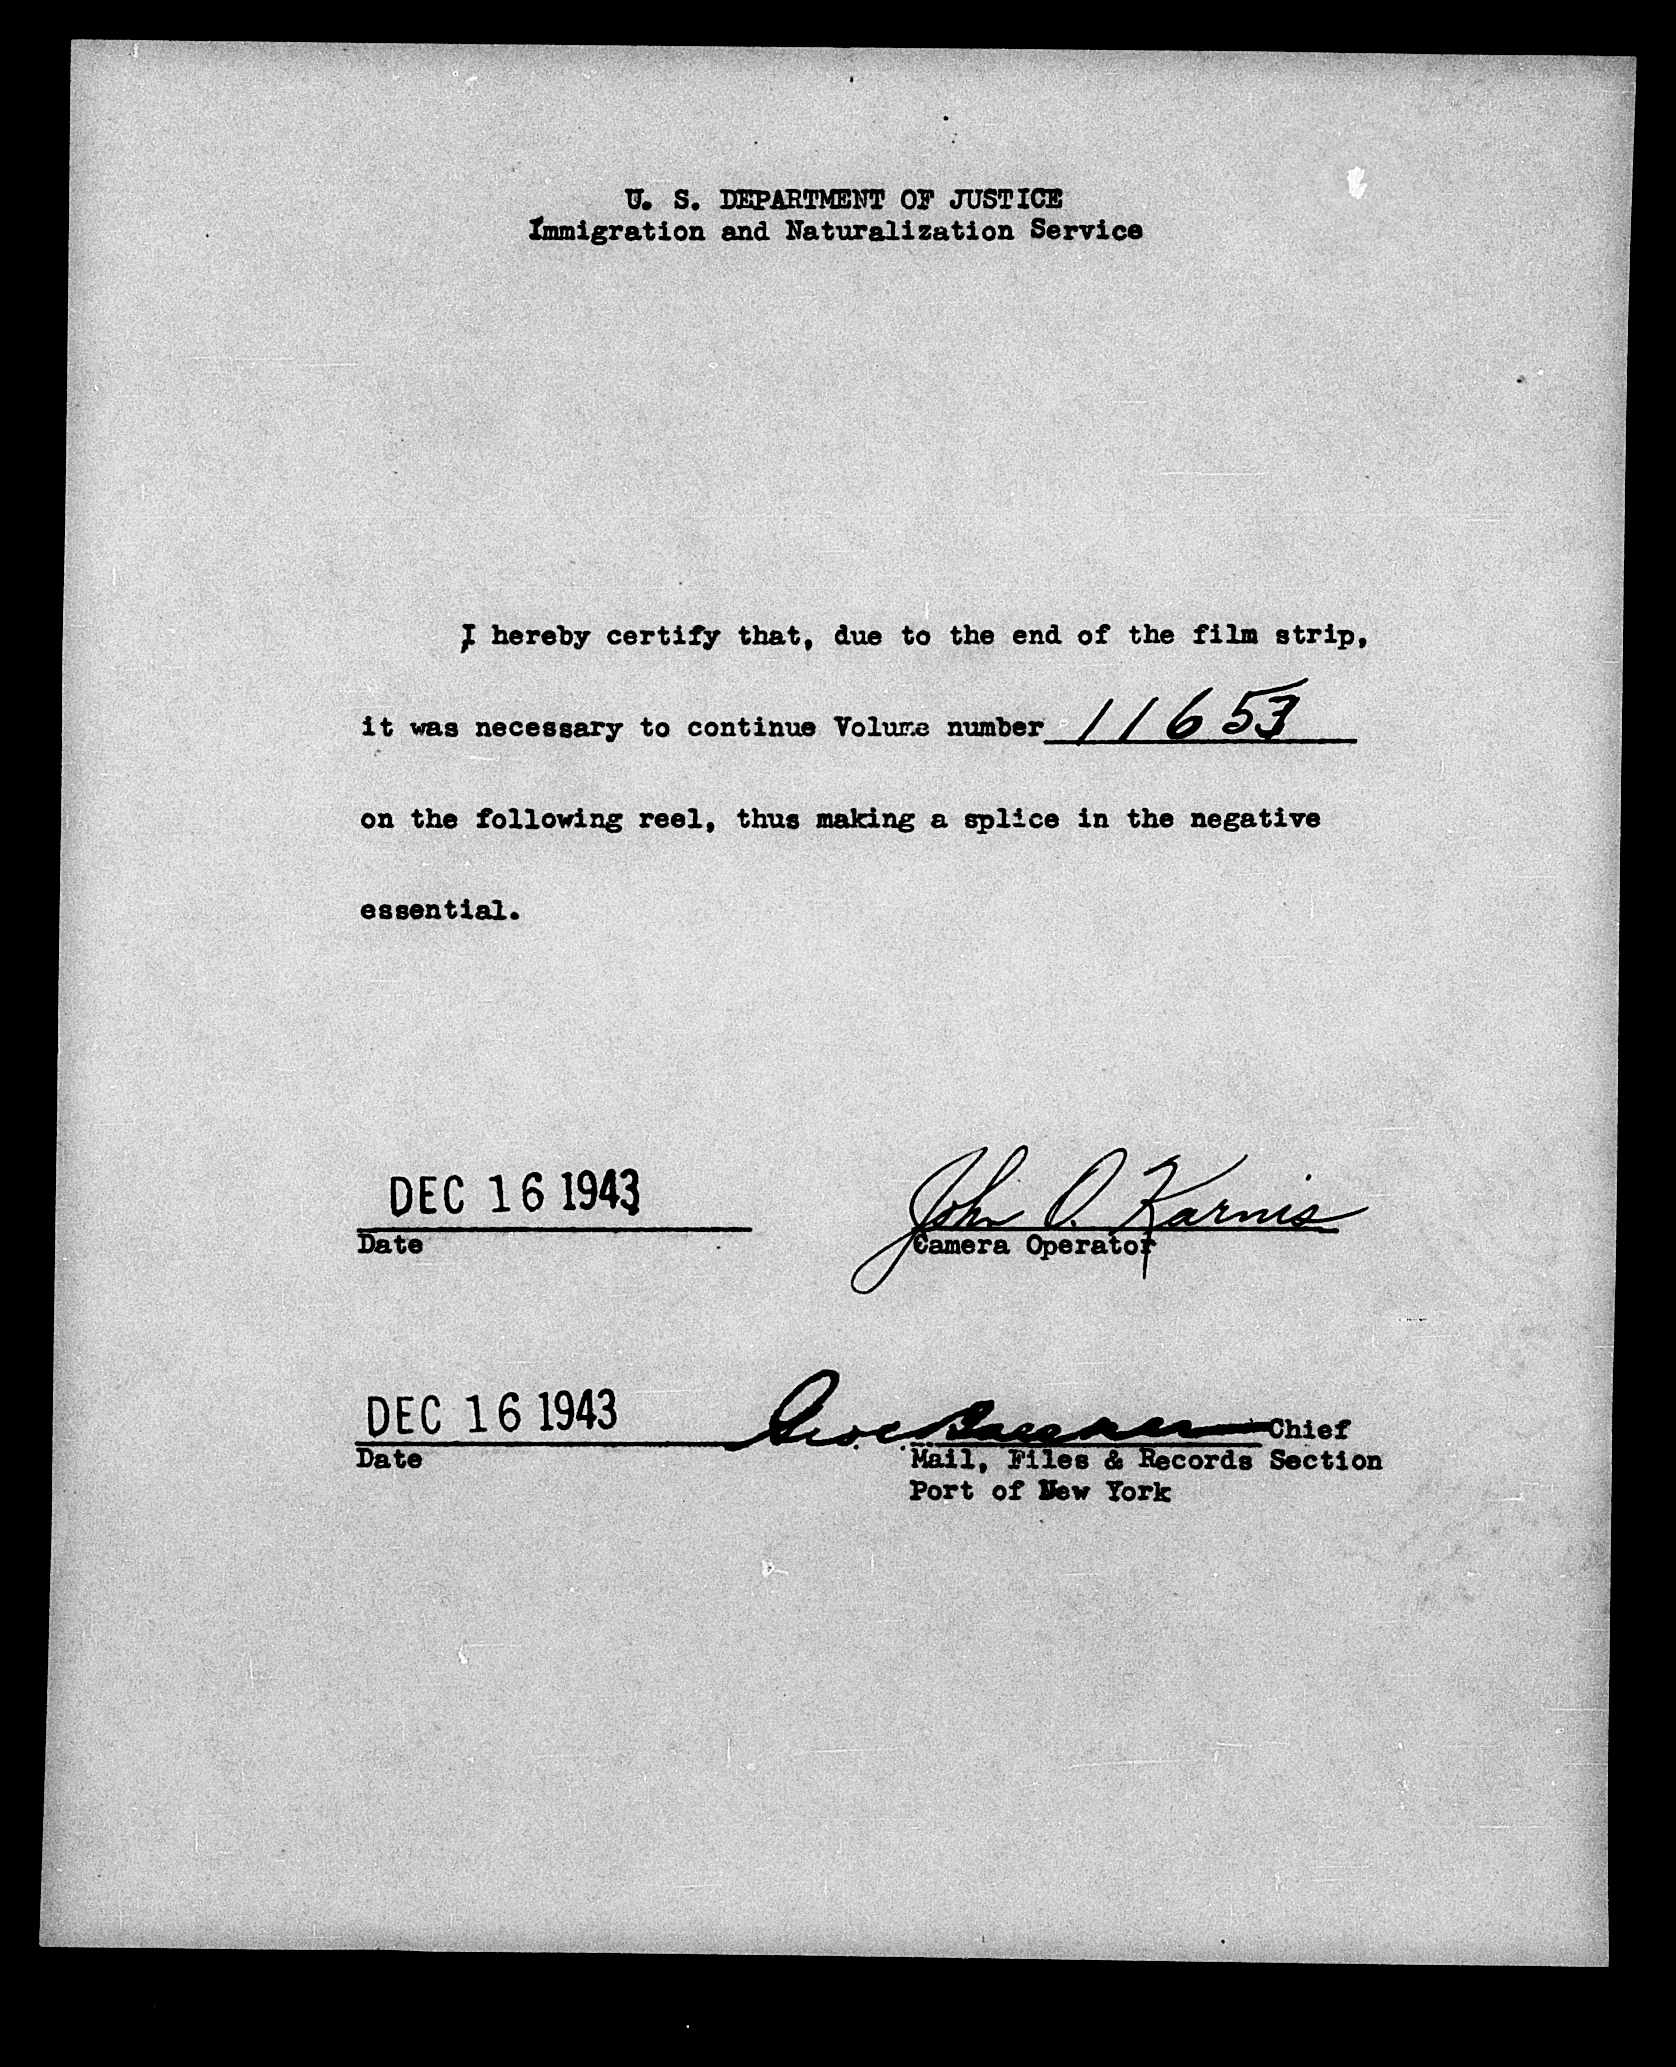 U. S. DEPARTMENT OF JUSTICE
Immigration and Naturalization Service
I hereby certify that, due to the end of the film strip,
it was necessary to continue Volume number 11653
on the following reel, thus making a splice in the negative
essential.
DEC 16 1943 John O. Karnis
Date Camera Operator
DEC 16 1943 Chief
Date Mail, Files & Records Section
Port of New York